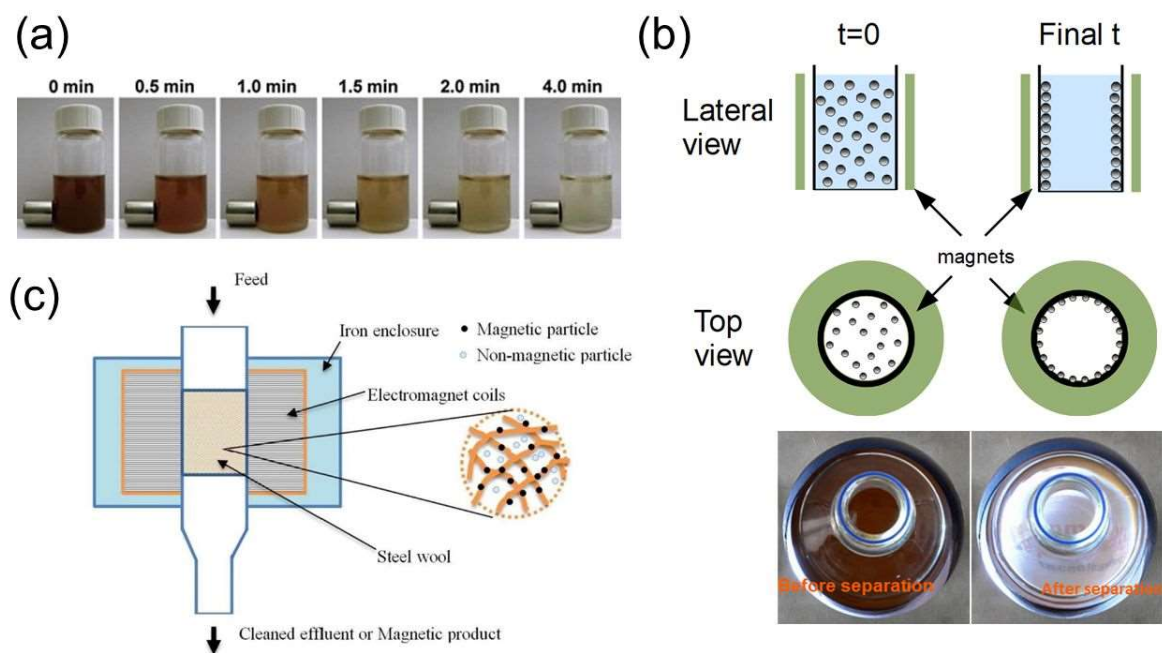 (a)
0 min
0.5 min
1.0 min
1.5 min
2.0 min
4.0 min
(b)
t=0
Final t
Lateral
view
magnets
Top
view
Before separation
After separation
(c)
Feed
Iron enclosure
Magnetic particle
Non-magnetic particle
Electromagnet coils
Steel wool
Cleaned effluent or Magnetic product